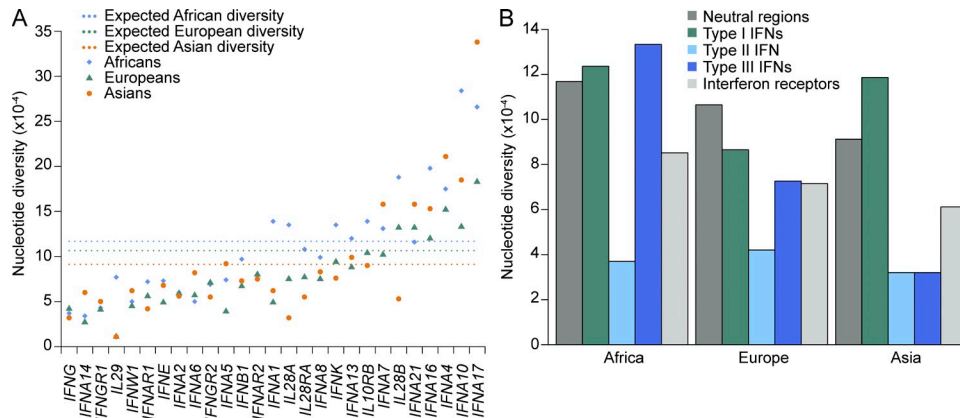 A
Expected African diversity
Expected European diversity
Expected Asian diversity
Africans
Europeans
Asians
Nucleotide diversity (x10⁻⁴)
35
30
25
20
15
10
5
0
IFNG
IFNA14
IFNGR1
IL29
IFNW1
IFNAR1
IFNE
IFNA2
IFNA6
IFNGR2
IFNA5
IFNB1
IFNAR2
IFNA1
IL28A
IL28RA
IFNA8
IFNK
IFNA13
IL10RB
IFNA7
IL28B
IFNA21
IFNA16
IFNA4
IFNA10
IFNA17
B
Neutral regions
Type I IFNs
Type II IFN
Type III IFNs
Interferon receptors
Nucleotide diversity (x10⁻⁴)
14
12
10
8
6
4
2
0
Africa Europe Asia